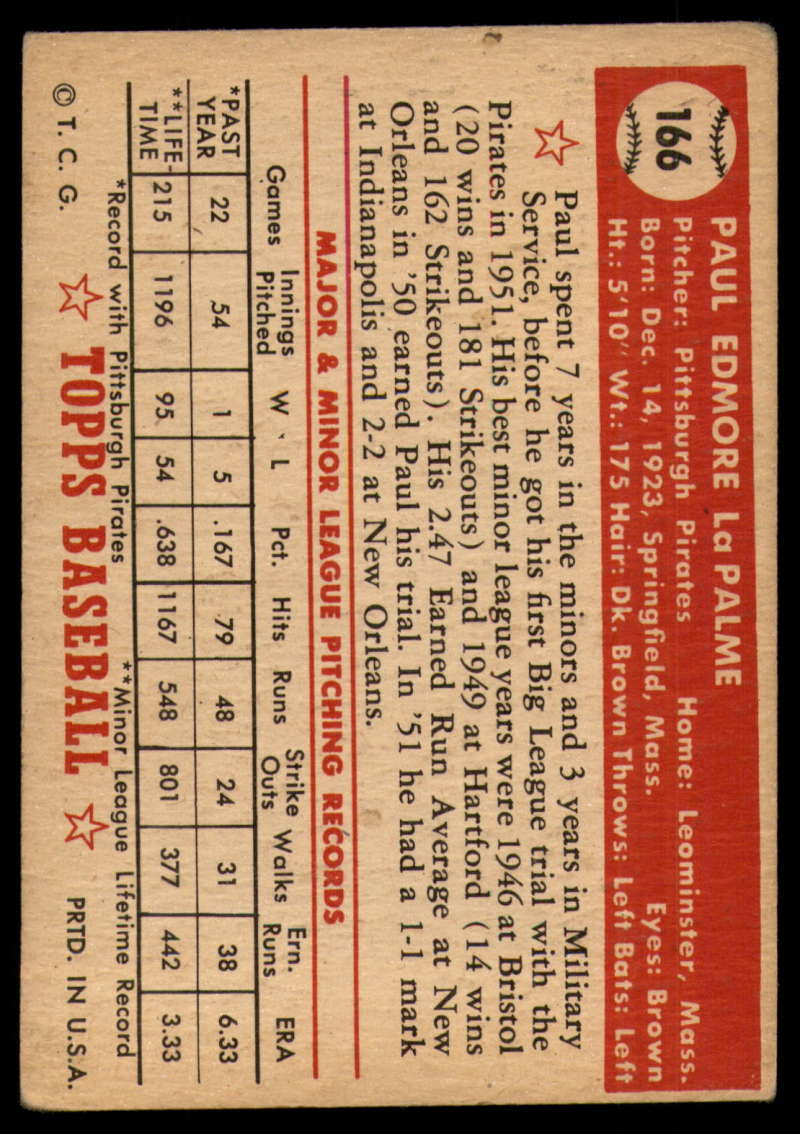 166
PAUL EDMORE La PALME
Pitcher: Pittsburgh Pirates Home: Leominster, Mass.
Born: Dec. 14, 1923, Springfield, Mass. Eyes: Brown
Ht.: 5'10" Wt.: 175 Hair: Dk. Brown Throws: Left Bats: Left
Paul spent 7 years in the minors and 3 years in Military
Service, before he got his first Big League trial with the
Pirates in 1951. His best minor league years were 1946 at Bristol
(20 wins and 181 Strikeouts) and 1949 at Hartford (14 wins
and 162 Strikeouts). His 2.47 Earned Run Average at New
Orleans in '50 earned Paul his trial. In '51 he had a 1-1 mark
at Indianapolis and 2-2 at New Orleans.
MAJOR & MINOR LEAGUE PITCHING RECORDS
Games Innings Pitched W L Pct. Hits Runs Strike Outs Walks Ern. Runs ERA
*PAST YEAR 22 54 1 5 .167 79 48 24 31 38 6.33
**LIFE-TIME 215 1196 95 54 .638 1167 548 801 377 442 3.33
*Record with Pittsburgh Pirates **Minor League Lifetime Record
© T. C. G. TOPPS BASEBALL PRTD. IN U.S.A.